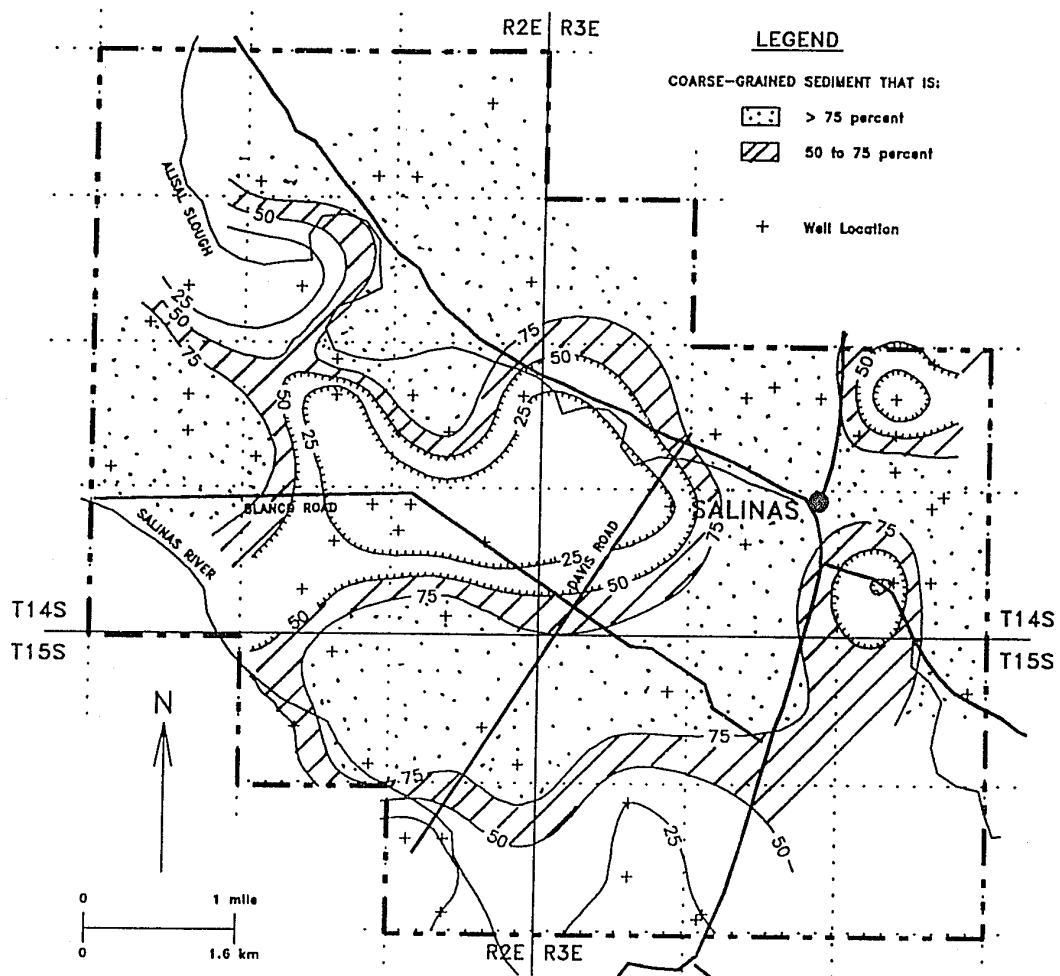 R2E R3E
LEGEND
COARSE-GRAINED SEDIMENT THAT IS:
> 75 percent
50 to 75 percent
+ Well Location
ALISAL SLOUGH
50
25
50
75
75
50
50
25
25
50
SALINAS
BLANCO ROAD
SALINAS RIVER
DAVIS ROAD
75
75
25
50
75
50
T14S
T14S
T15S
T15S
N
75
75
50
25
50
0 1 mile
0 1.6 km
R2E R3E